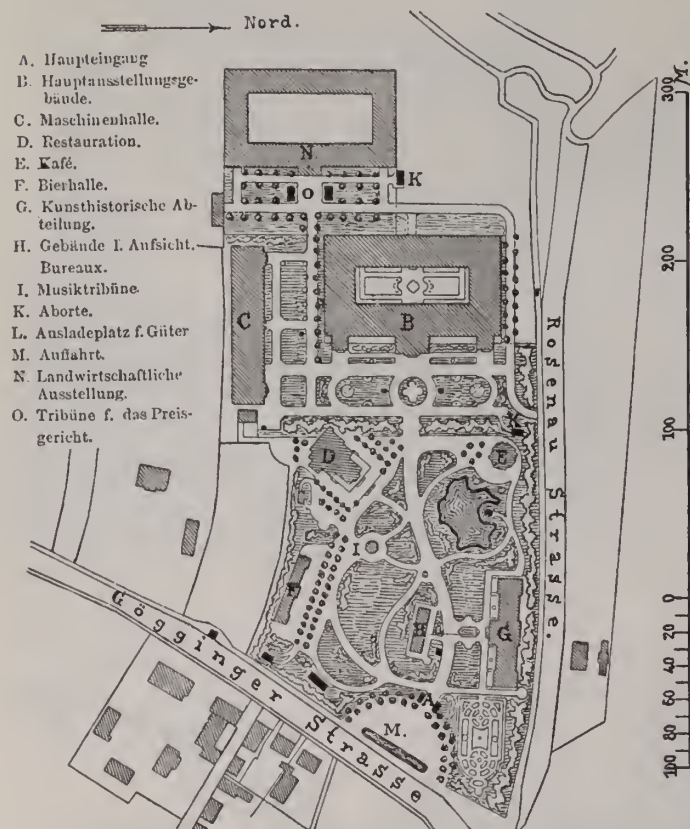 Nord.
A. Haupteingang
B. Hauptausstellungsge-
bäude.
C. Maschinenhalle.
D. Restauration.
E. Kafé.
F. Bierhalle.
G. Kunsthistorische Ab-
teilung.
H. Gebäude f. Aufsicht.
Bureaux.
I. Musiktribüne.
K. Aborte.
L. Ausladeplatz f. Güter
M. Auffahrt.
N. Landwirtschaftliche
Ausstellung.
O. Tribüne f. das Preis-
gericht.
N
O
K
C
B
K
D
E
I
F
H
G
A
M.
Rosenau Strasse.
Gögginger Strasse
M.
300
200
100
0
20
40
60
80
100